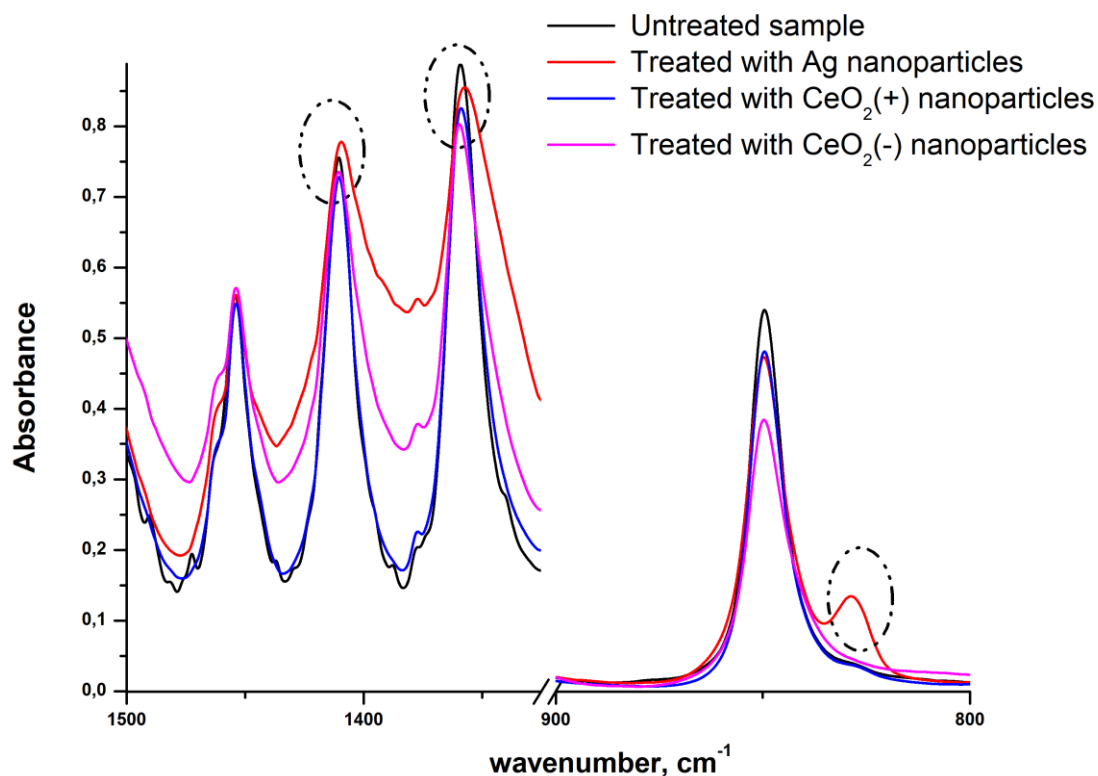 Untreated sample
Treated with Ag nanoparticles
Treated with CeO₂(+) nanoparticles
Treated with CeO₂(-) nanoparticles
0,8
0,7
0,6
0,5
0,4
0,3
0,2
0,1
0,0
Absorbance
1500 1400 900 800
wavenumber, cm⁻¹